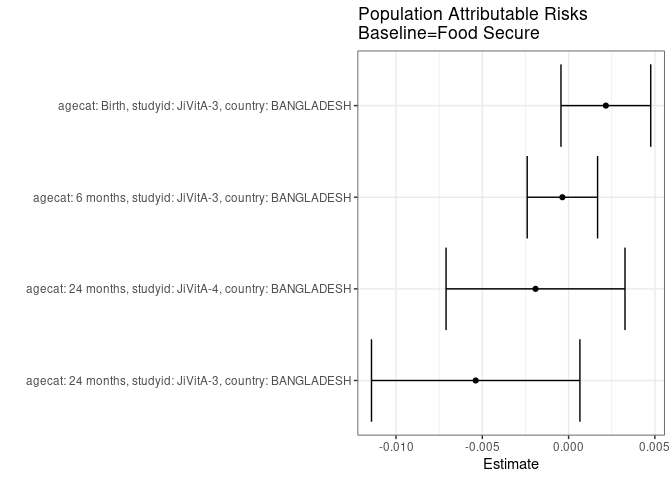 Population Attributable Risks
Baseline=Food Secure
agecat: Birth, studyid: JiVitA-3, country: BANGLADESH
agecat: 6 months, studyid: JiVitA-3, country: BANGLADESH
agecat: 24 months, studyid: JiVitA-4, country: BANGLADESH
agecat: 24 months, studyid: JiVitA-3, country: BANGLADESH
-0.010 -0.005 0.000 0.005
Estimate